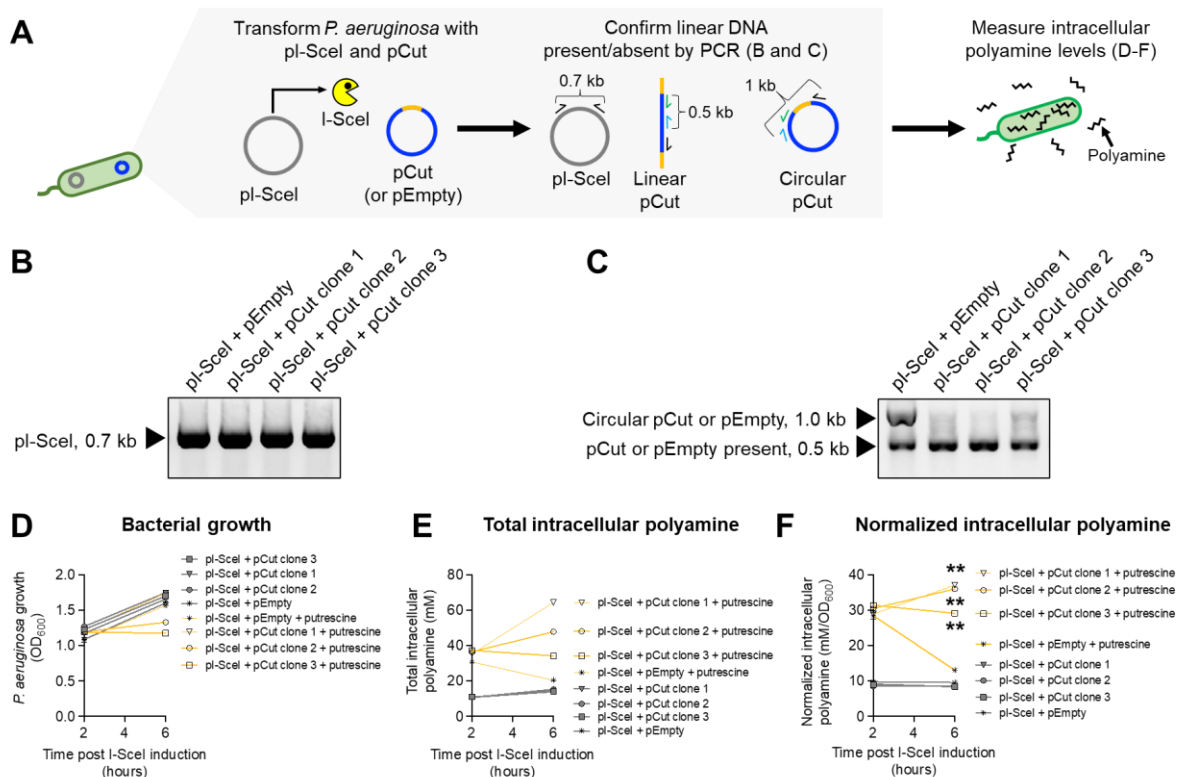 A
Transform P. aeruginosa with
pI-SceI and pCut
Confirm linear DNA
present/absent by PCR (B and C)
Measure intracellular
polyamine levels (D-F)
I-SceI
pI-SceI
pCut
(or pEmpty)
0.7 kb
pI-SceI
0.5 kb
Linear
pCut
1 kb
Circular
pCut
Polyamine
B
pI-SceI + pEmpty
pI-SceI + pCut clone 1
pI-SceI + pCut clone 2
pI-SceI + pCut clone 3
pI-SceI, 0.7 kb
C
pI-SceI + pEmpty
pI-SceI + pCut clone 1
pI-SceI + pCut clone 2
pI-SceI + pCut clone 3
Circular pCut or pEmpty, 1.0 kb
pCut or pEmpty present, 0.5 kb
D
Bacterial growth
P. aeruginosa growth
(OD600)
2.0
1.5
1.0
0.5
0.0
2
6
Time post I-SceI induction
(hours)
pI-SceI + pCut clone 3
pI-SceI + pCut clone 1
pI-SceI + pCut clone 2
pI-SceI + pEmpty
pI-SceI + pEmpty + putrescine
pI-SceI + pCut clone 1 + putrescine
pI-SceI + pCut clone 2 + putrescine
pI-SceI + pCut clone 3 + putrescine
E
Total intracellular polyamine
Total intracellular
polyamine (mM)
80
60
40
20
0
2
6
Time post I-SceI induction
(hours)
pI-SceI + pCut clone 1 + putrescine
pI-SceI + pCut clone 2 + putrescine
pI-SceI + pCut clone 3 + putrescine
pI-SceI + pEmpty + putrescine
pI-SceI + pCut clone 1
pI-SceI + pCut clone 2
pI-SceI + pCut clone 3
pI-SceI + pEmpty
F
Normalized intracellular polyamine
Normalized intracellular
polyamine (mM/OD600)
40
30
20
10
0
2
6
Time post I-SceI induction
(hours)
**
**
**
pI-SceI + pCut clone 1 + putrescine
pI-SceI + pCut clone 2 + putrescine
pI-SceI + pCut clone 3 + putrescine
pI-SceI + pEmpty + putrescine
pI-SceI + pCut clone 1
pI-SceI + pCut clone 2
pI-SceI + pCut clone 3
pI-SceI + pEmpty